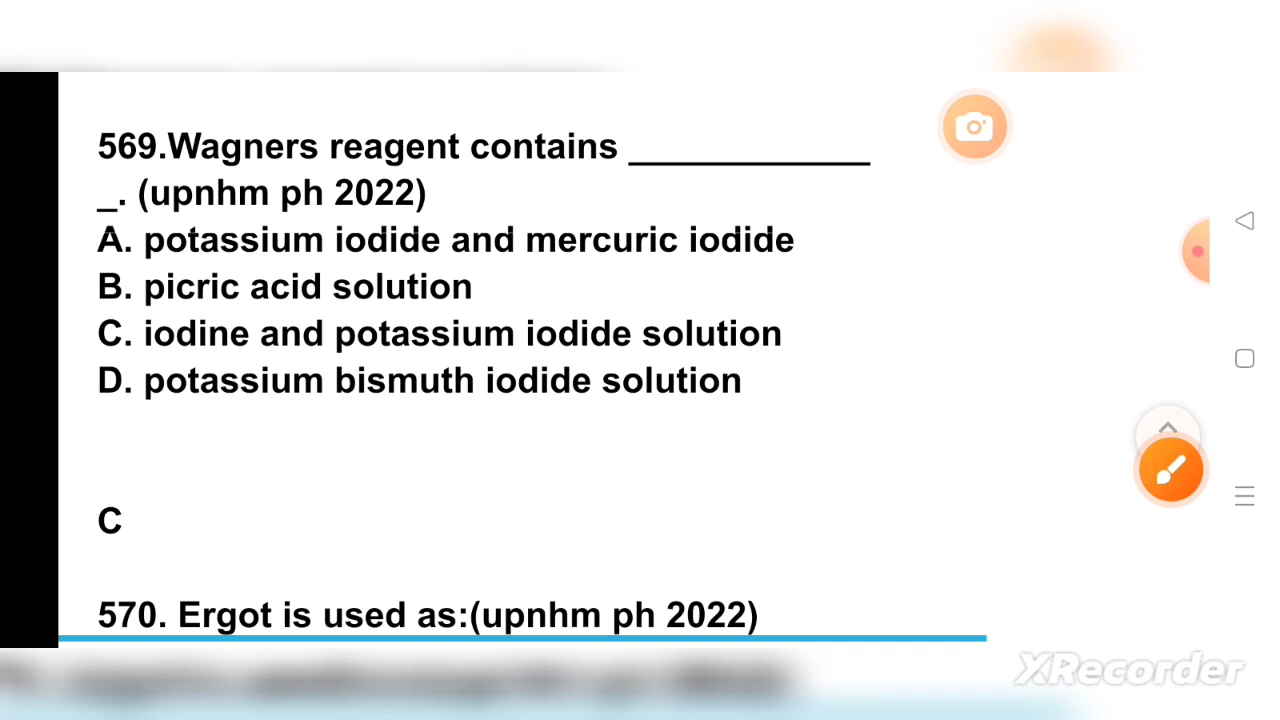 569.Wagners reagent contains ____________
_. (upnhm ph 2022)
A. potassium iodide and mercuric iodide
B. picric acid solution
C. iodine and potassium iodide solution
D. potassium bismuth iodide solution
C
570. Ergot is used as:(upnhm ph 2022)
XRecorder